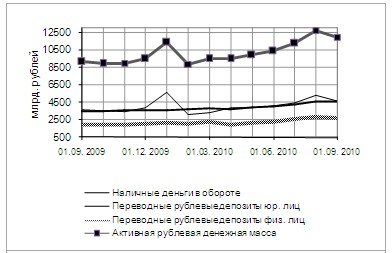 млрд. рублей
12500
10500
8500
6500
4500
2500
500
01.09. 2009 01.12. 2009 01.03. 2010 01.06. 2010 01.09. 2010
Наличные деньги в обороте
Переводные рублевыедепозиты юр. лиц
Переводные рублевыедепозиты физ. лиц
Активная рублевая денежная масса